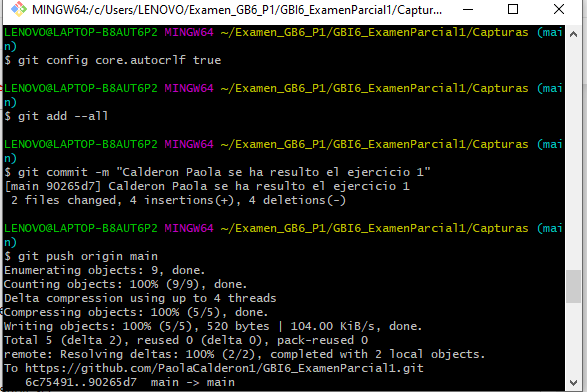 MINGW64:/c/Users/LENOVO/Examen_GB6_P1/GBI6_ExamenParcial1/Captur...
LENOVO@LAPTOP-B8AUT6P2 MINGW64 ~/Examen_GB6_P1/GBI6_ExamenParcial1/Capturas (mai
n)
$ git config core.autocrlf true
LENOVO@LAPTOP-B8AUT6P2 MINGW64 ~/Examen_GB6_P1/GBI6_ExamenParcial1/Capturas (mai
n)
$ git add --all
LENOVO@LAPTOP-B8AUT6P2 MINGW64 ~/Examen_GB6_P1/GBI6_ExamenParcial1/Capturas (mai
n)
$ git commit -m "Calderon Paola se ha resulto el ejercicio 1"
[main 90265d7] Calderon Paola se ha resulto el ejercicio 1
 2 files changed, 4 insertions(+), 4 deletions(-)
LENOVO@LAPTOP-B8AUT6P2 MINGW64 ~/Examen_GB6_P1/GBI6_ExamenParcial1/Capturas (mai
n)
$ git push origin main
Enumerating objects: 9, done.
Counting objects: 100% (9/9), done.
Delta compression using up to 4 threads
Compressing objects: 100% (5/5), done.
Writing objects: 100% (5/5), 520 bytes | 104.00 KiB/s, done.
Total 5 (delta 2), reused 0 (delta 0), pack-reused 0
remote: Resolving deltas: 100% (2/2), completed with 2 local objects.
To https://github.com/PaolaCalderon1/GBI6_ExamenParcial1.git
   6c75491..90265d7  main -> main